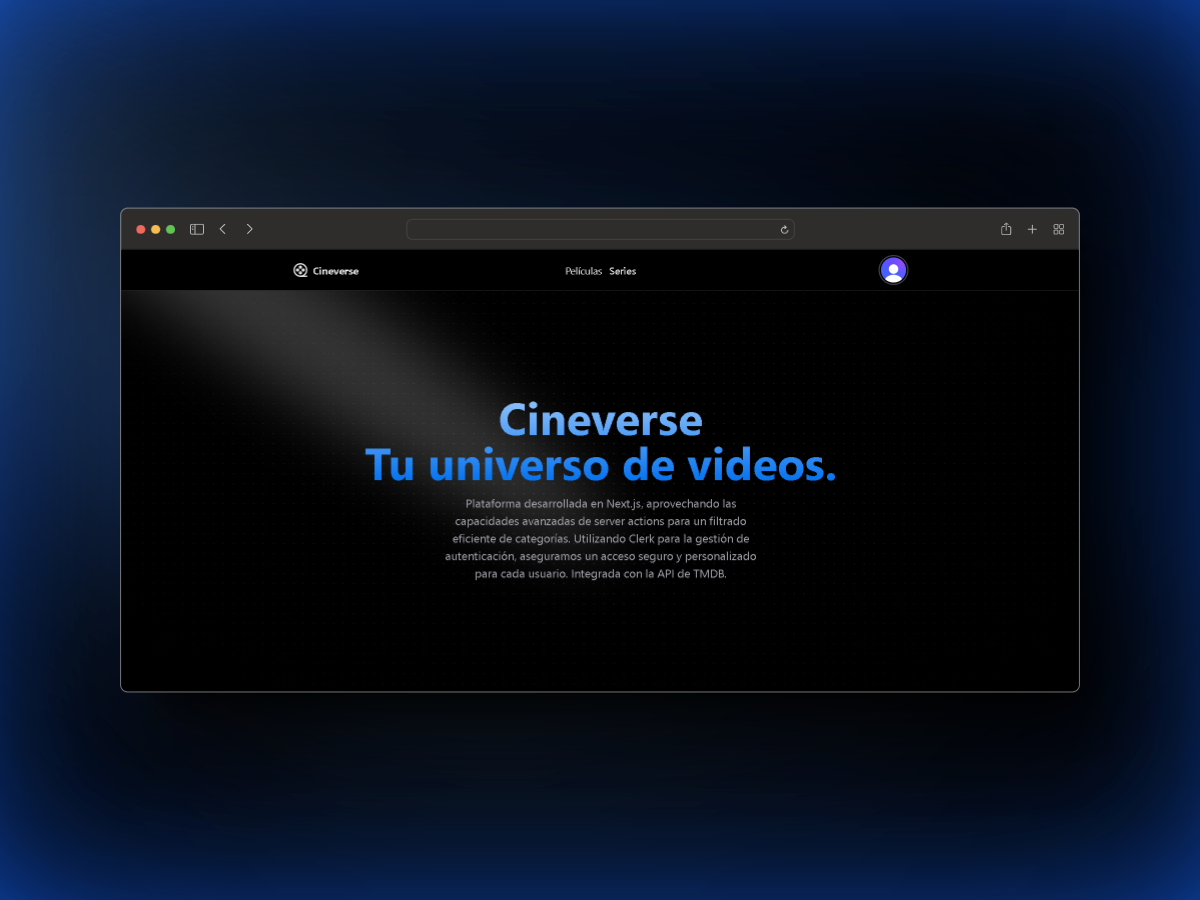 Cineverse
Películas Series
Cineverse
Tu universo de videos.
Plataforma desarrollada en Next.js, aprovechando las
capacidades avanzadas de server actions para un filtrado
eficiente de categorías. Utilizando Clerk para la gestión de
autenticación, aseguramos un acceso seguro y personalizado
para cada usuario. Integrada con la API de TMDB.